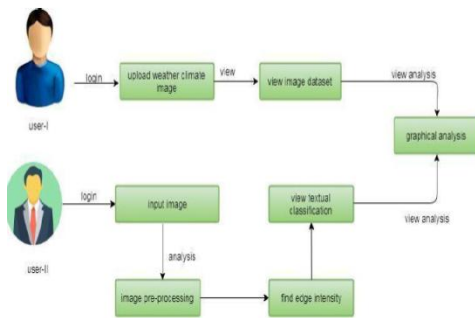 login
upload weather climate
image
view
view image dataset
view analysis
user-I
graphical analysis
login
input image
view textual
classification
view analysis
user-II
analysis
image pre-processing
find edge intensity